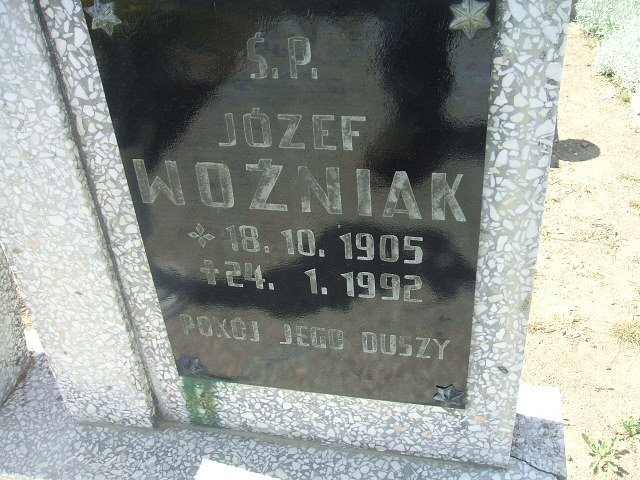 Ś.P.
JÓZEF
WOŹNIAK
18.10.1905
✝24. 1.1992
POKÓJ JEGO DUSZY